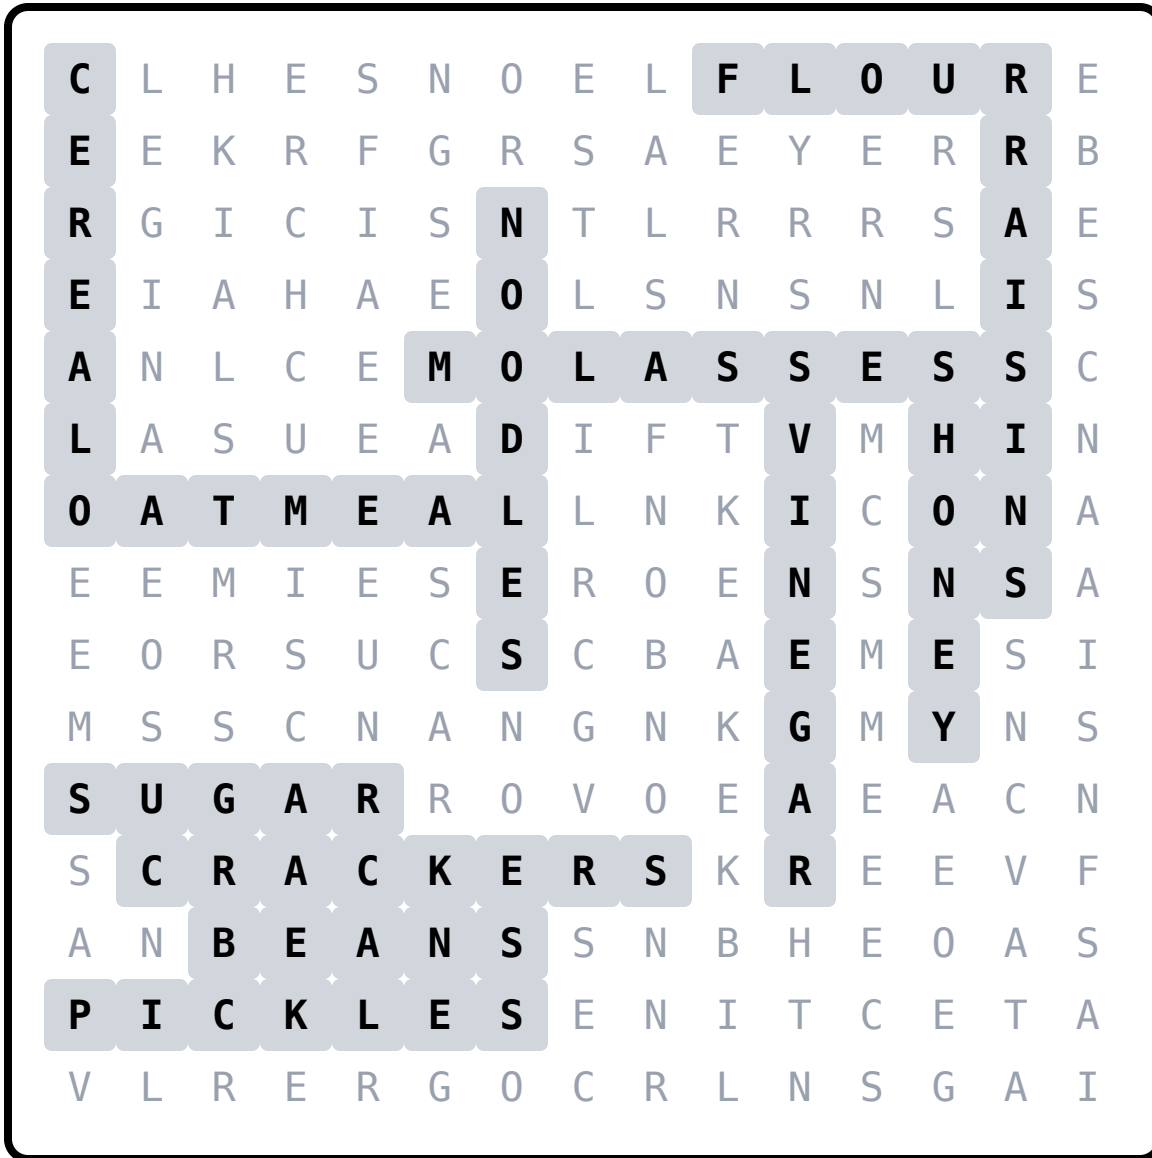 C L H E S N O E L F L O U R E
E E K R F G R S A E Y E R R B
R G I C I S N T L R R R S A E
E I A H A E O L S N S N L I S
A N L C E M O L A S S E S S C
L A S U E A D I F T V M H I N
O A T M E A L L N K I C O N A
E E M I E S E R O E N S N S A
E O R S U C S C B A E M E S I
M S S C N A N G N K G M Y N S
S U G A R R O V O E A E A C N
S C R A C K E R S K R E E V F
A N B E A N S S N B H E O A S
P I C K L E S E N I T C E T A
V L R E R G O C R L N S G A I